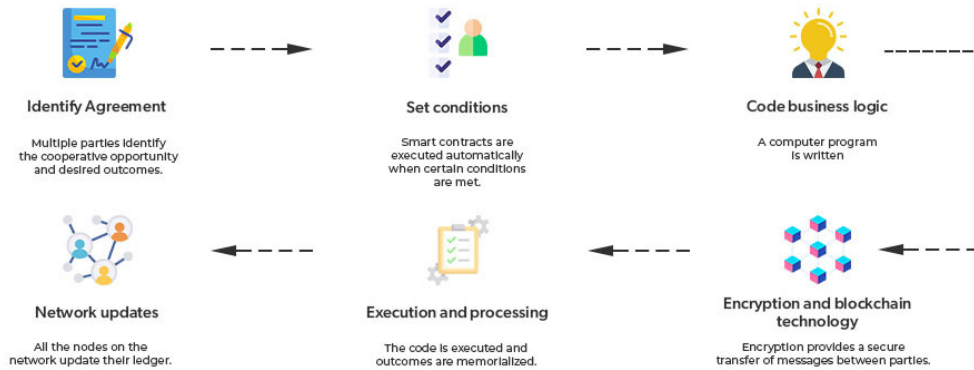 Identify Agreement
Multiple parties identify
the cooperative opportunity
and desired outcomes.
Set conditions
Smart contracts are
executed automatically
when certain conditions
are met.
Code business logic
A computer program
is written
Network updates
All the nodes on the
network update their ledger.
Execution and processing
The code is executed and
outcomes are memorialized.
Encryption and blockchain
technology
Encryption provides a secure
transfer of messages between parties.